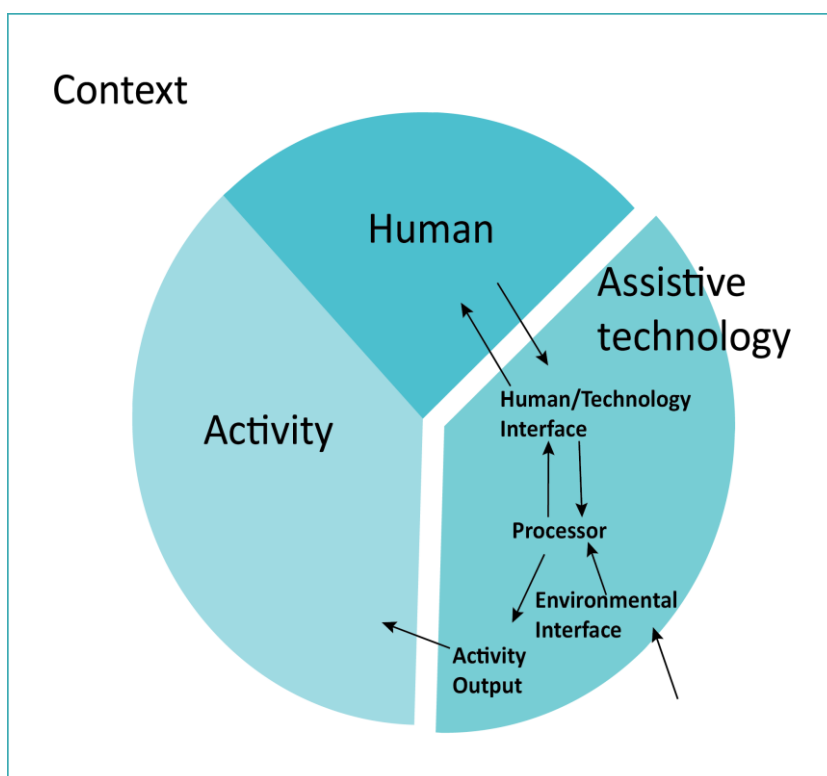 Context
Human
Assistive
technology
Human/Technology
Interface
Activity
Processor
Environmental
Interface
Activity
Output